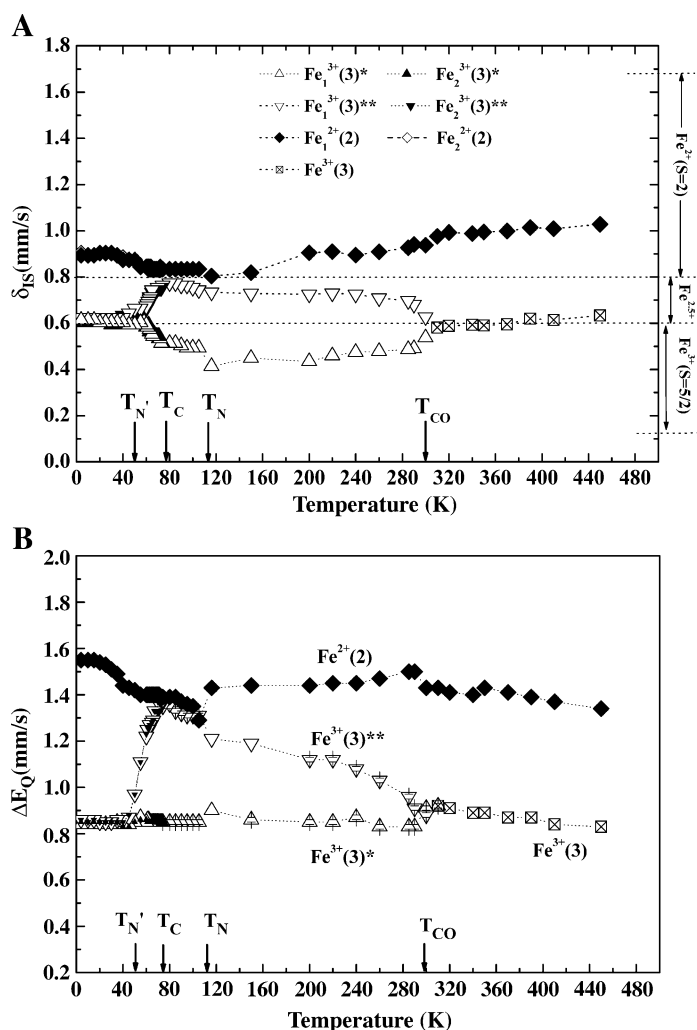 A
1.8
1.6
1.4
1.2
1.0
0.8
0.6
0.4
0.2
0.0
δIS(mm/s)
Fe₁³⁺(3)* Fe₂³⁺(3)*
Fe₁³⁺(3)** Fe₂³⁺(3)**
Fe₁²⁺(2) Fe₂²⁺(2)
Fe³⁺(3)
Fe²⁺(S=2)
Fe²·⁵⁺
Fe³⁺(S=5/2)
TN' TC TN TCO
0 40 80 120 160 200 240 280 320 360 400 440 480
Temperature (K)
B
2.0
1.8
1.6
1.4
1.2
1.0
0.8
0.6
0.4
0.2
ΔEQ(mm/s)
Fe²⁺(2)
Fe³⁺(3)**
Fe³⁺(3)*
Fe³⁺(3)
TN' TC TN TCO
0 40 80 120 160 200 240 280 320 360 400 440 480
Temperature (K)